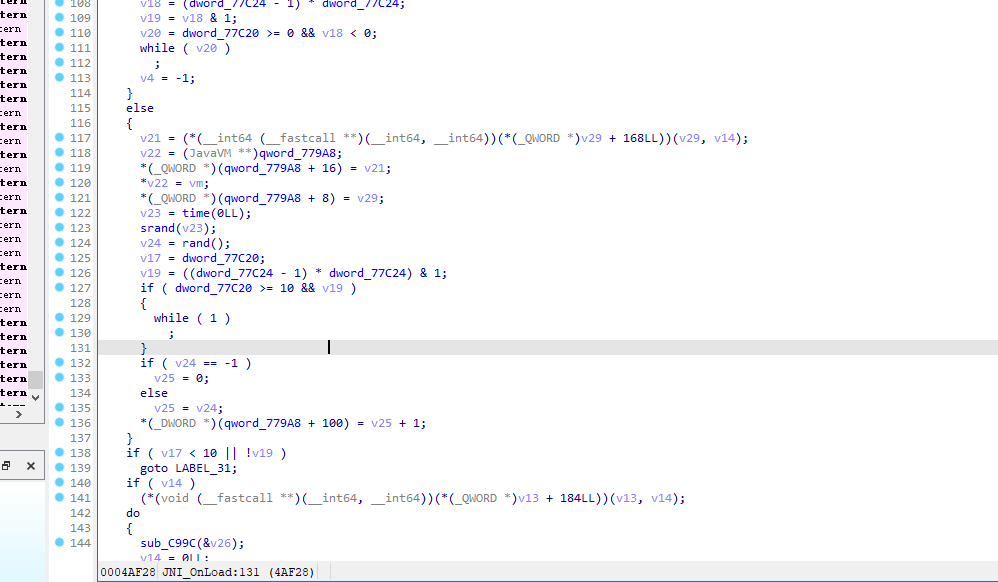 tern
108 v18 = (dword_77C24 - 1) * dword_77C24;
tern
109 v19 = v18 & 1;
tern
110 v20 = dword_77C20 >= 0 && v18 < 0;
tern
111 while ( v20 )
tern
112 ;
tern
113 v4 = -1;
tern
114 }
tern
115 else
tern
116 {
tern
117 v21 = (*(__int64 (__fastcall **)(__int64, __int64))(*(_QWORD *)v29 + 168LL))(v29, v14);
tern
118 v22 = (JavaVM **)qword_779A8;
tern
119 *(_QWORD *)(qword_779A8 + 16) = v21;
tern
120 *v22 = vm;
tern
121 *(_QWORD *)(qword_779A8 + 8) = v29;
tern
122 v23 = time(0LL);
tern
123 srand(v23);
tern
124 v24 = rand();
tern
125 v17 = dword_77C20;
tern
126 v19 = ((dword_77C24 - 1) * dword_77C24) & 1;
tern
127 if ( dword_77C20 >= 10 && v19 )
tern
128 {
tern
129 while ( 1 )
tern
130 ;
tern
131 }
tern
132 if ( v24 == -1 )
tern
133 v25 = 0;
tern
134 else
tern
135 v25 = v24;
136 *(_DWORD *)(qword_779A8 + 100) = v25 + 1;
137 }
138 if ( v17 < 10 || !v19 )
139 goto LABEL_31;
140 if ( v14 )
141 (*(void (__fastcall **)(__int64, __int64))(*(_QWORD *)v13 + 184LL))(v13, v14);
142 do
143 {
144 sub_C99C(&v26);
v14 = 0LL;
0004AF28 JNI_OnLoad:131 (4AF28)